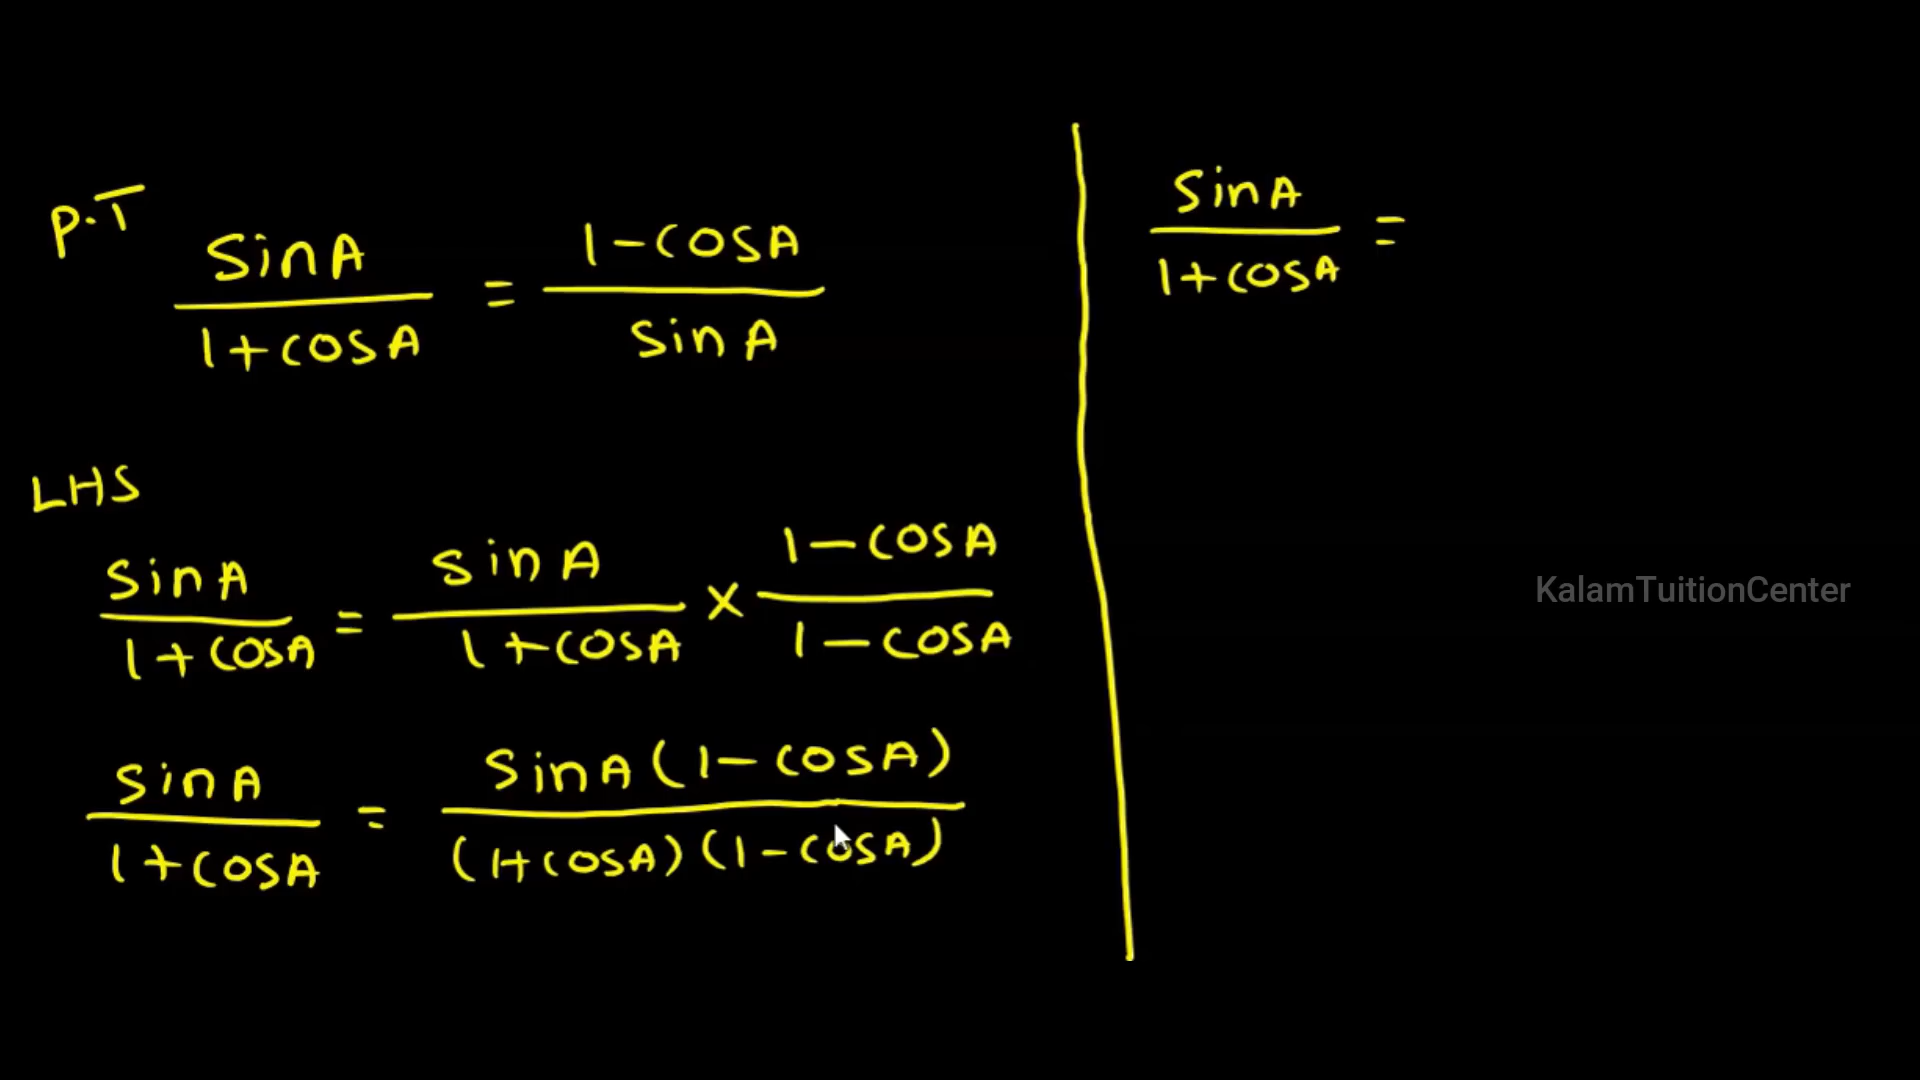 P.T
sinA / 1+cosA = 1-cosA / sinA
LHS
sinA / 1+cosA = sinA / 1+cosA × 1-cosA / 1-cosA
sinA / 1+cosA = sinA(1-cosA) / (1+cosA)(1-cosA)
sinA / 1+cosA =
KalamTuitionCenter